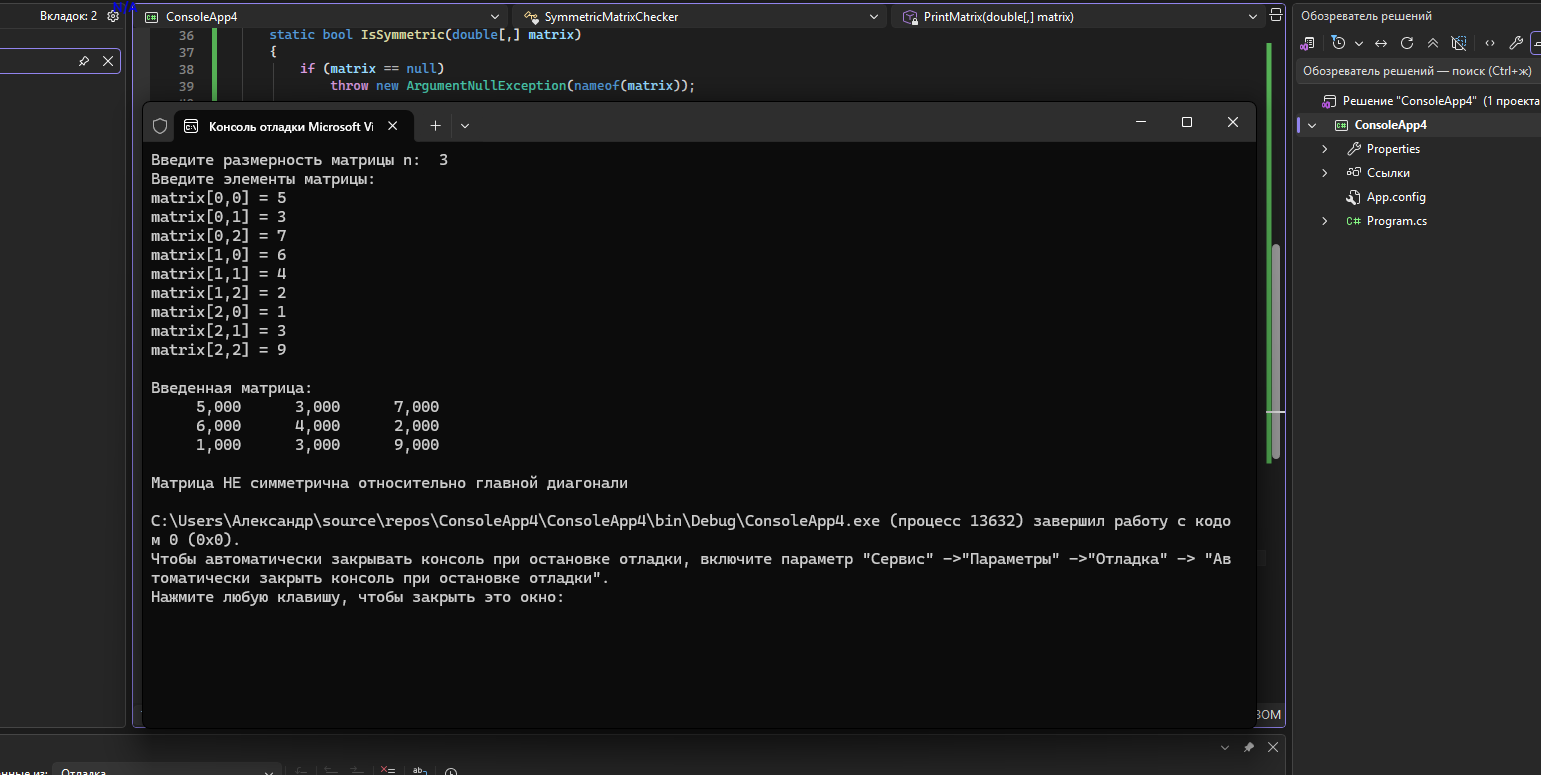 Вкладок: 2
N/A
ConsoleApp4
SymmetricMatrixChecker
PrintMatrix(double[,] matrix)
Обозреватель решений
36 static bool IsSymmetric(double[,] matrix)
37 {
38 if (matrix == null)
39 throw new ArgumentNullException(nameof(matrix));
Обозреватель решений — поиск (Ctrl+ж)
Решение "ConsoleApp4" (1 проекта
ConsoleApp4
Properties
Ссылки
App.config
C# Program.cs
Консоль отладки Microsoft Vi
Введите размерность матрицы n: 3
Введите элементы матрицы:
matrix[0,0] = 5
matrix[0,1] = 3
matrix[0,2] = 7
matrix[1,0] = 6
matrix[1,1] = 4
matrix[1,2] = 2
matrix[2,0] = 1
matrix[2,1] = 3
matrix[2,2] = 9
Введенная матрица:
5,000 3,000 7,000
6,000 4,000 2,000
1,000 3,000 9,000
Матрица НЕ симметрична относительно главной диагонали
C:\Users\Александр\source\repos\ConsoleApp4\ConsoleApp4\bin\Debug\ConsoleApp4.exe (процесс 13632) завершил работу с кодо
м 0 (0x0).
Чтобы автоматически закрывать консоль при остановке отладки, включите параметр "Сервис" ->"Параметры" ->"Отладка" -> "Ав
томатически закрыть консоль при остановке отладки".
Нажмите любую клавишу, чтобы закрыть это окно:
Отладка